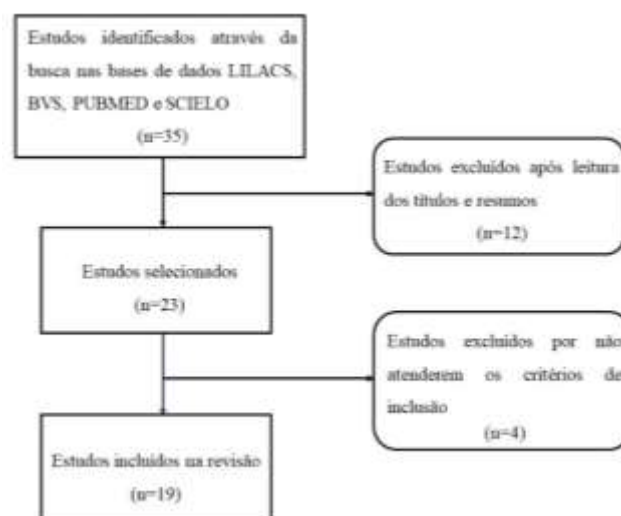 Estudos identificados através da
busca nas bases de dados LILACS,
BVS, PUBMED e SCIELO
(n=35)
Estudos excluídos após leitura
dos títulos e resumos
(n=12)
Estudos selecionados
(n=23)
Estudos excluídos por não
atenderem os critérios de
inclusão
(n=4)
Estudos incluídos na revisão
(n=19)